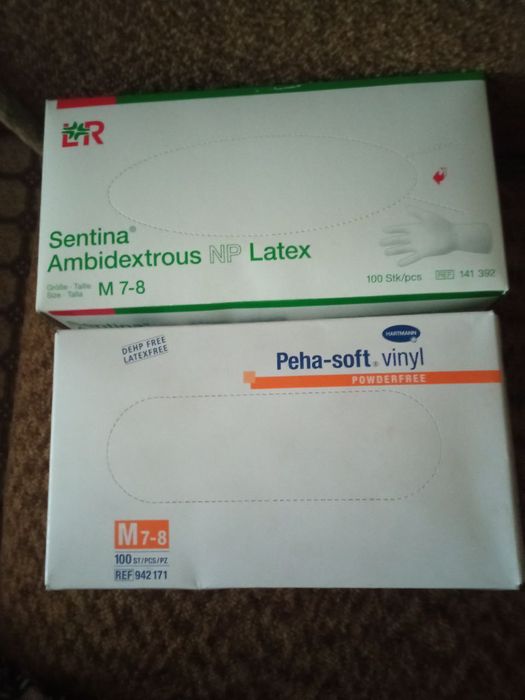 L&R
Sentina®
Ambidextrous NP Latex
Größe · Taille
Size · Talla
M 7-8
100 Stk/pcs REF 141 392
Sentina®
DEHP FREE
LATEXFREE
HARTMANN
Peha-soft® vinyl
POWDERFREE
M 7-8
100 ST/PCS/PZ
REF 942 171